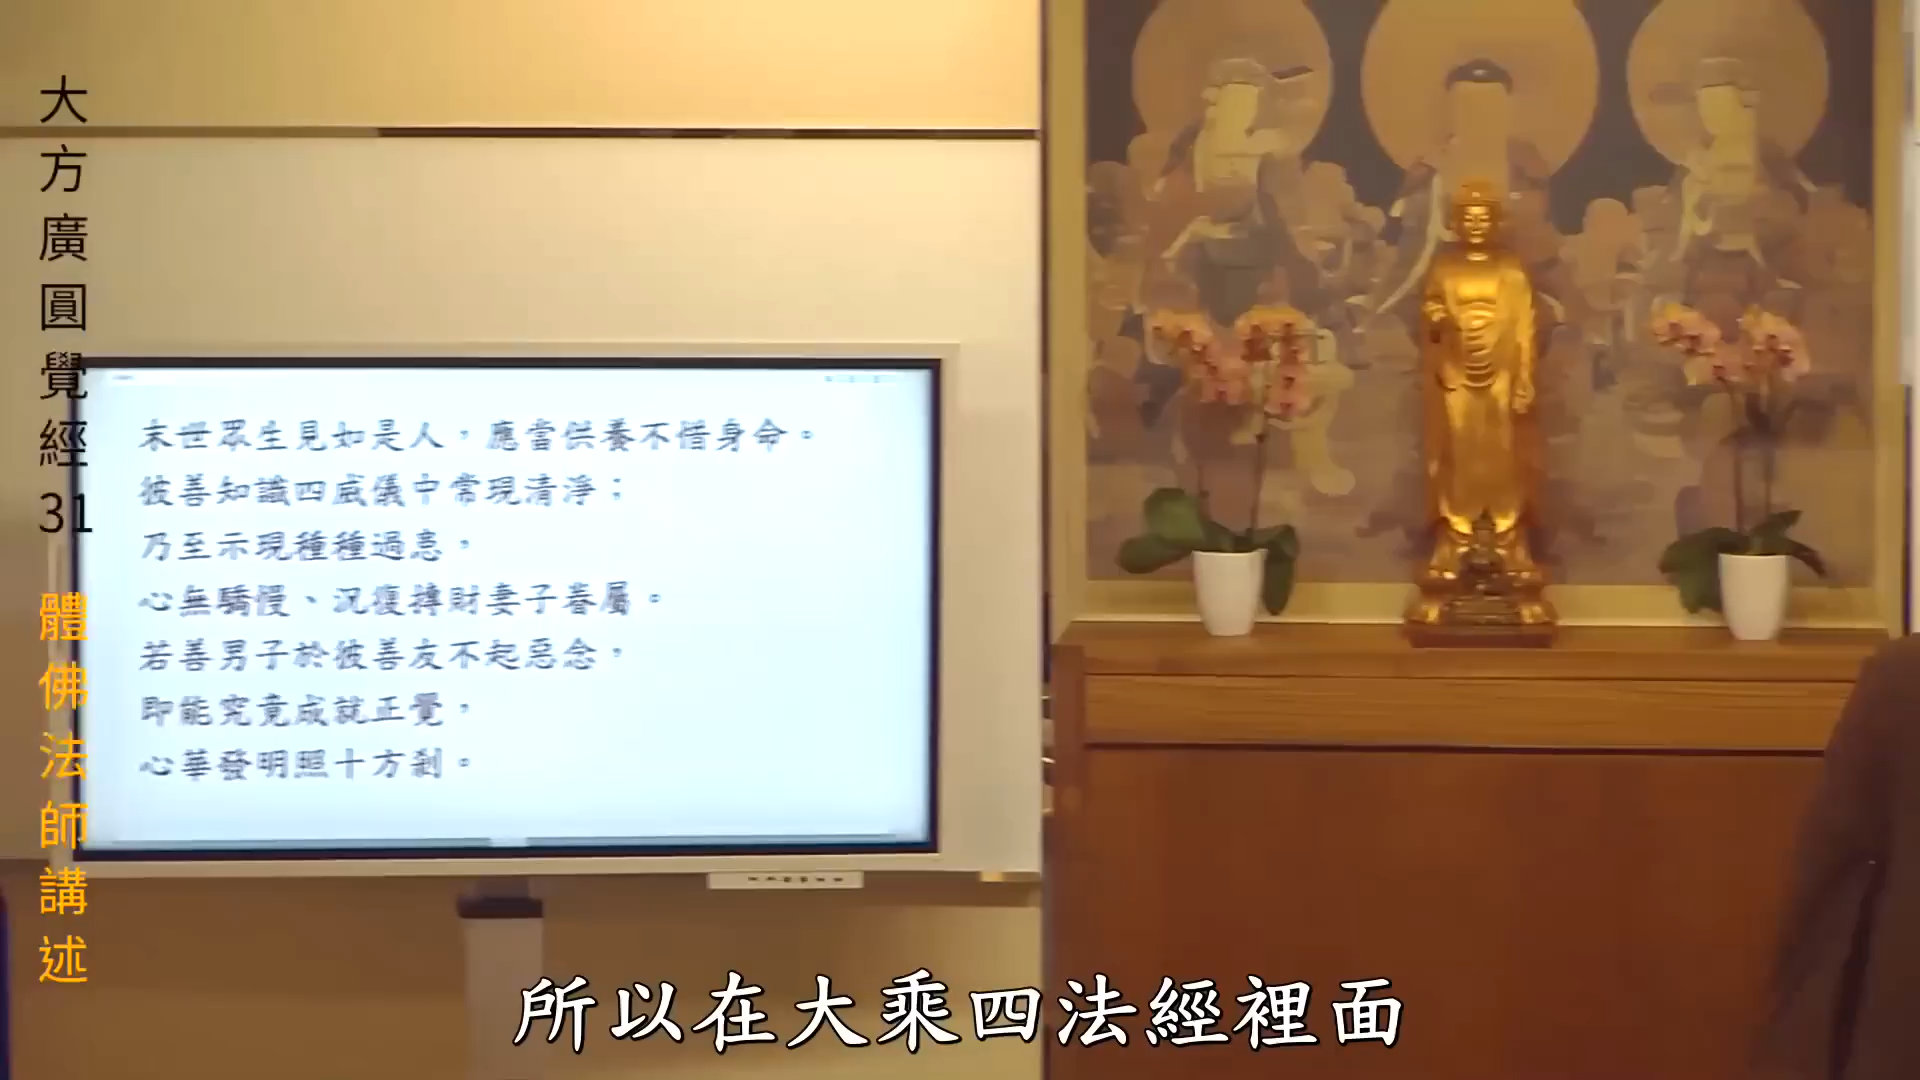 大方廣圓覺經31 體佛法師講述
末世眾生見如是人，應當供養不惜身命。
彼善知識四威儀中常現清淨；
乃至示現種種過患，
心無驕慢、況復摶財妻子眷屬。
若善男子於彼善友不起惡念，
即能究竟成就正覺，
心華發明照十方剎。
所以在大乘四法經裡面